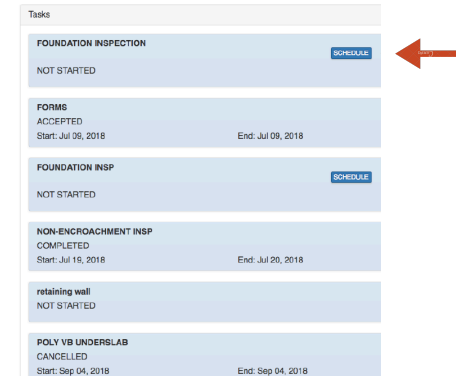 Tasks
FOUNDATION INSPECTION
SCHEDULE
NOT STARTED
FORMS
ACCEPTED
Start: Jul 09, 2018 End: Jul 09, 2018
FOUNDATION INSP
SCHEDULE
NOT STARTED
NON-ENCROACHMENT INSP
COMPLETED
Start: Jul 19, 2018 End: Jul 20, 2018
retaining wall
NOT STARTED
POLY VB UNDERSLAB
CANCELLED
Start: Sep 04, 2018 End: Sep 04, 2018